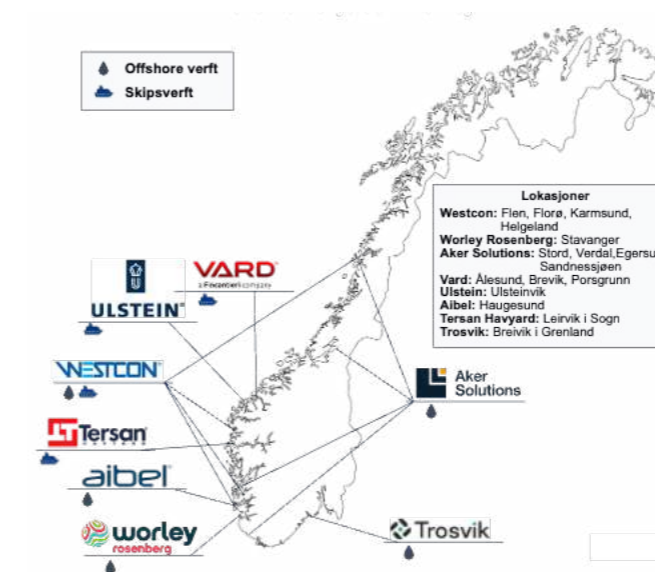 Offshore verft
Skipsverft
Lokasjoner
Westcon: Flen, Florø, Karmsund,
Helgeland
Worley Rosenberg: Stavanger
Aker Solutions: Stord, Verdal,Egersu
Sandnessjøen
Vard: Ålesund, Brevik, Porsgrunn
Ulstein: Ulsteinvik
Aibel: Haugesund
Tersan Havyard: Leirvik i Sogn
Trosvik: Breivik i Grenland
VARD
a Fincantieri company
ULSTEIN
WESTCON
Aker
Solutions
Tersan
aibel
worley
rosenberg
Trosvik